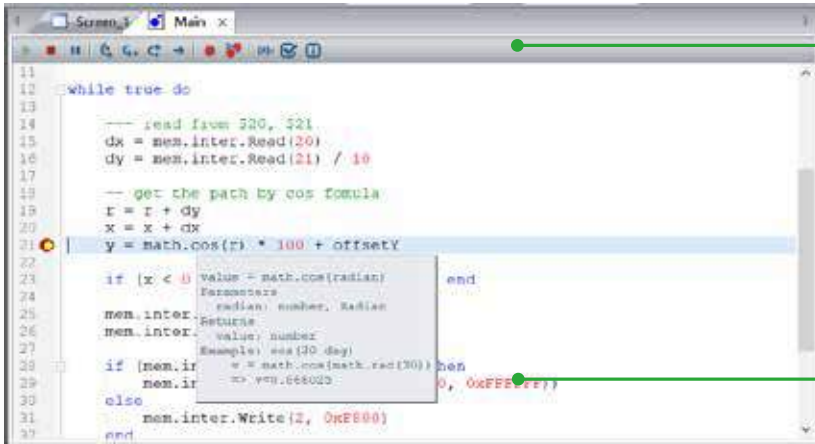 Screen_1 Main ×
11
12 while true do
13
14 --- read from $20, $21
15 dx = mem.inter.Read(20)
16 dy = mem.inter.Read(21) / 10
17
18 -- get the path by cos fomula
19 r = r + dy
20 x = x + dx
21 y = math.cos(r) * 100 + offsetY
22
23 if (x < 0 end
24
25 mem.inter.
26 mem.inter.
27
28 if (mem.in hen
29 mem.in 0, 0xFFFFFF))
30 else
31 mem.inter.Write(2, 0xF800)
32 end
value = math.cos(radian)
Parameters
radian: number, Radian
Returns
value: number
Example: cos(30 deg)
v = math.cos(math.rad(30))
=> v=0.866025